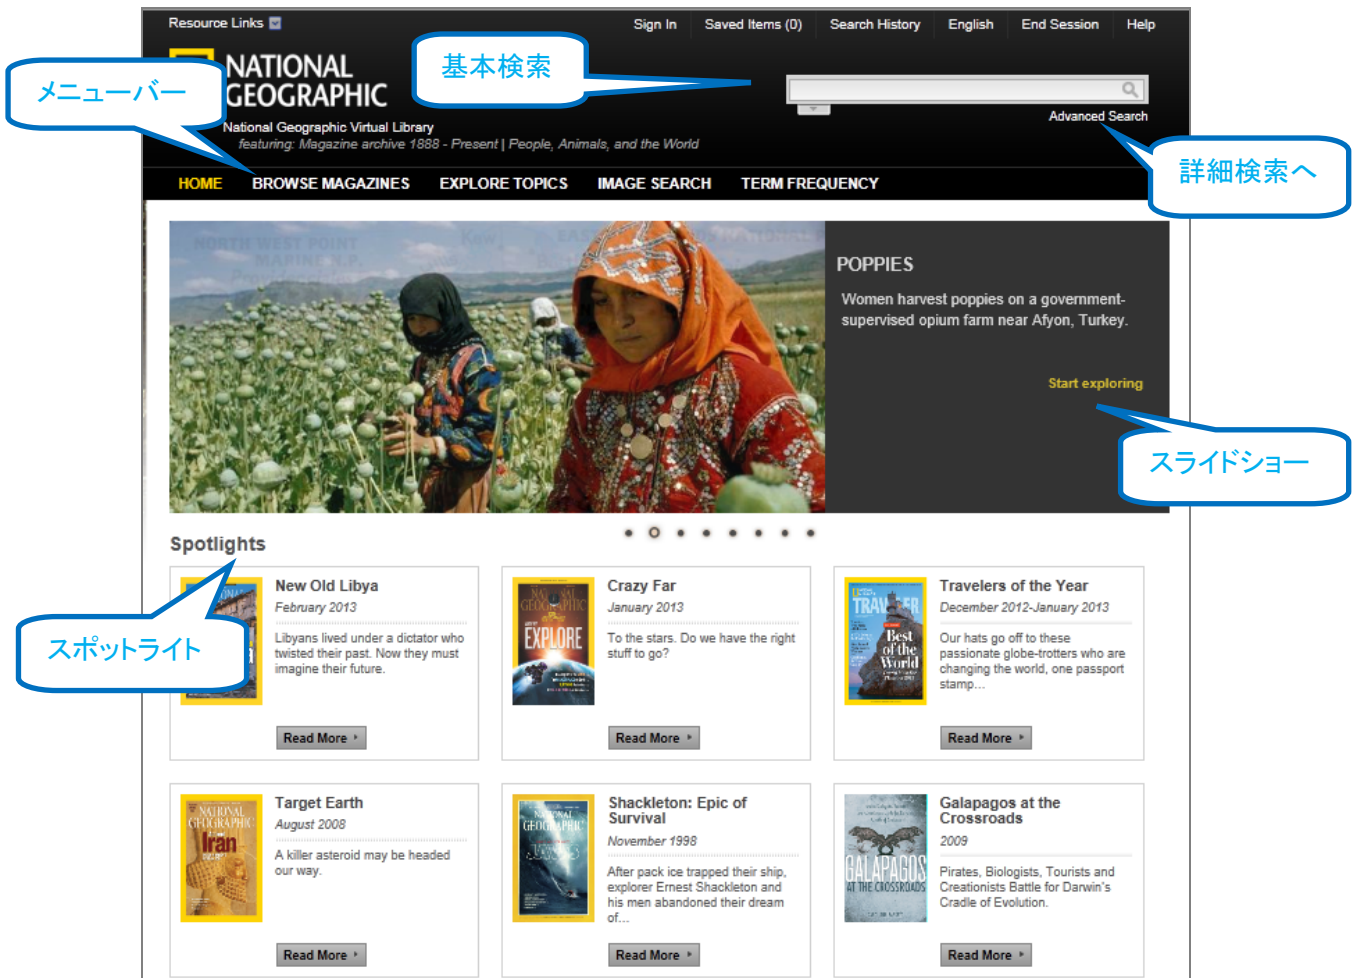 Resource Links
Sign In
Saved Items (0)
Search History
English
End Session
Help
NATIONAL
GEOGRAPHIC
基本検索
メニューバー
National Geographic Virtual Library
featuring: Magazine archive 1888 - Present | People, Animals, and the World
Advanced Search
詳細検索へ
HOME
BROWSE MAGAZINES
EXPLORE TOPICS
IMAGE SEARCH
TERM FREQUENCY
NORTH WEST POINT
MARINE N.P.
POPPIES
Women harvest poppies on a government-
supervised opium farm near Afyon, Turkey.
Start exploring
スライドショー
Spotlights
スポットライト
New Old Libya
February 2013
Libyans lived under a dictator who
twisted their past. Now they must
imagine their future.
Read More
EXPLORE
Crazy Far
January 2013
To the stars. Do we have the right
stuff to go?
Read More
Best
of the
World
Travelers of the Year
December 2012-January 2013
Our hats go off to these
passionate globe-trotters who are
changing the world, one passport
stamp...
Read More
NATIONAL
GEOGRAPHIC
Iran
Target Earth
August 2008
A killer asteroid may be headed
our way.
Read More
Shackleton: Epic of
Survival
November 1998
After pack ice trapped their ship,
explorer Ernest Shackleton and
his men abandoned their dream
of...
Read More
GALAPAGOS
AT THE CROSSROADS
Galapagos at the
Crossroads
2009
Pirates, Biologists, Tourists and
Creationists Battle for Darwin's
Cradle of Evolution.
Read More